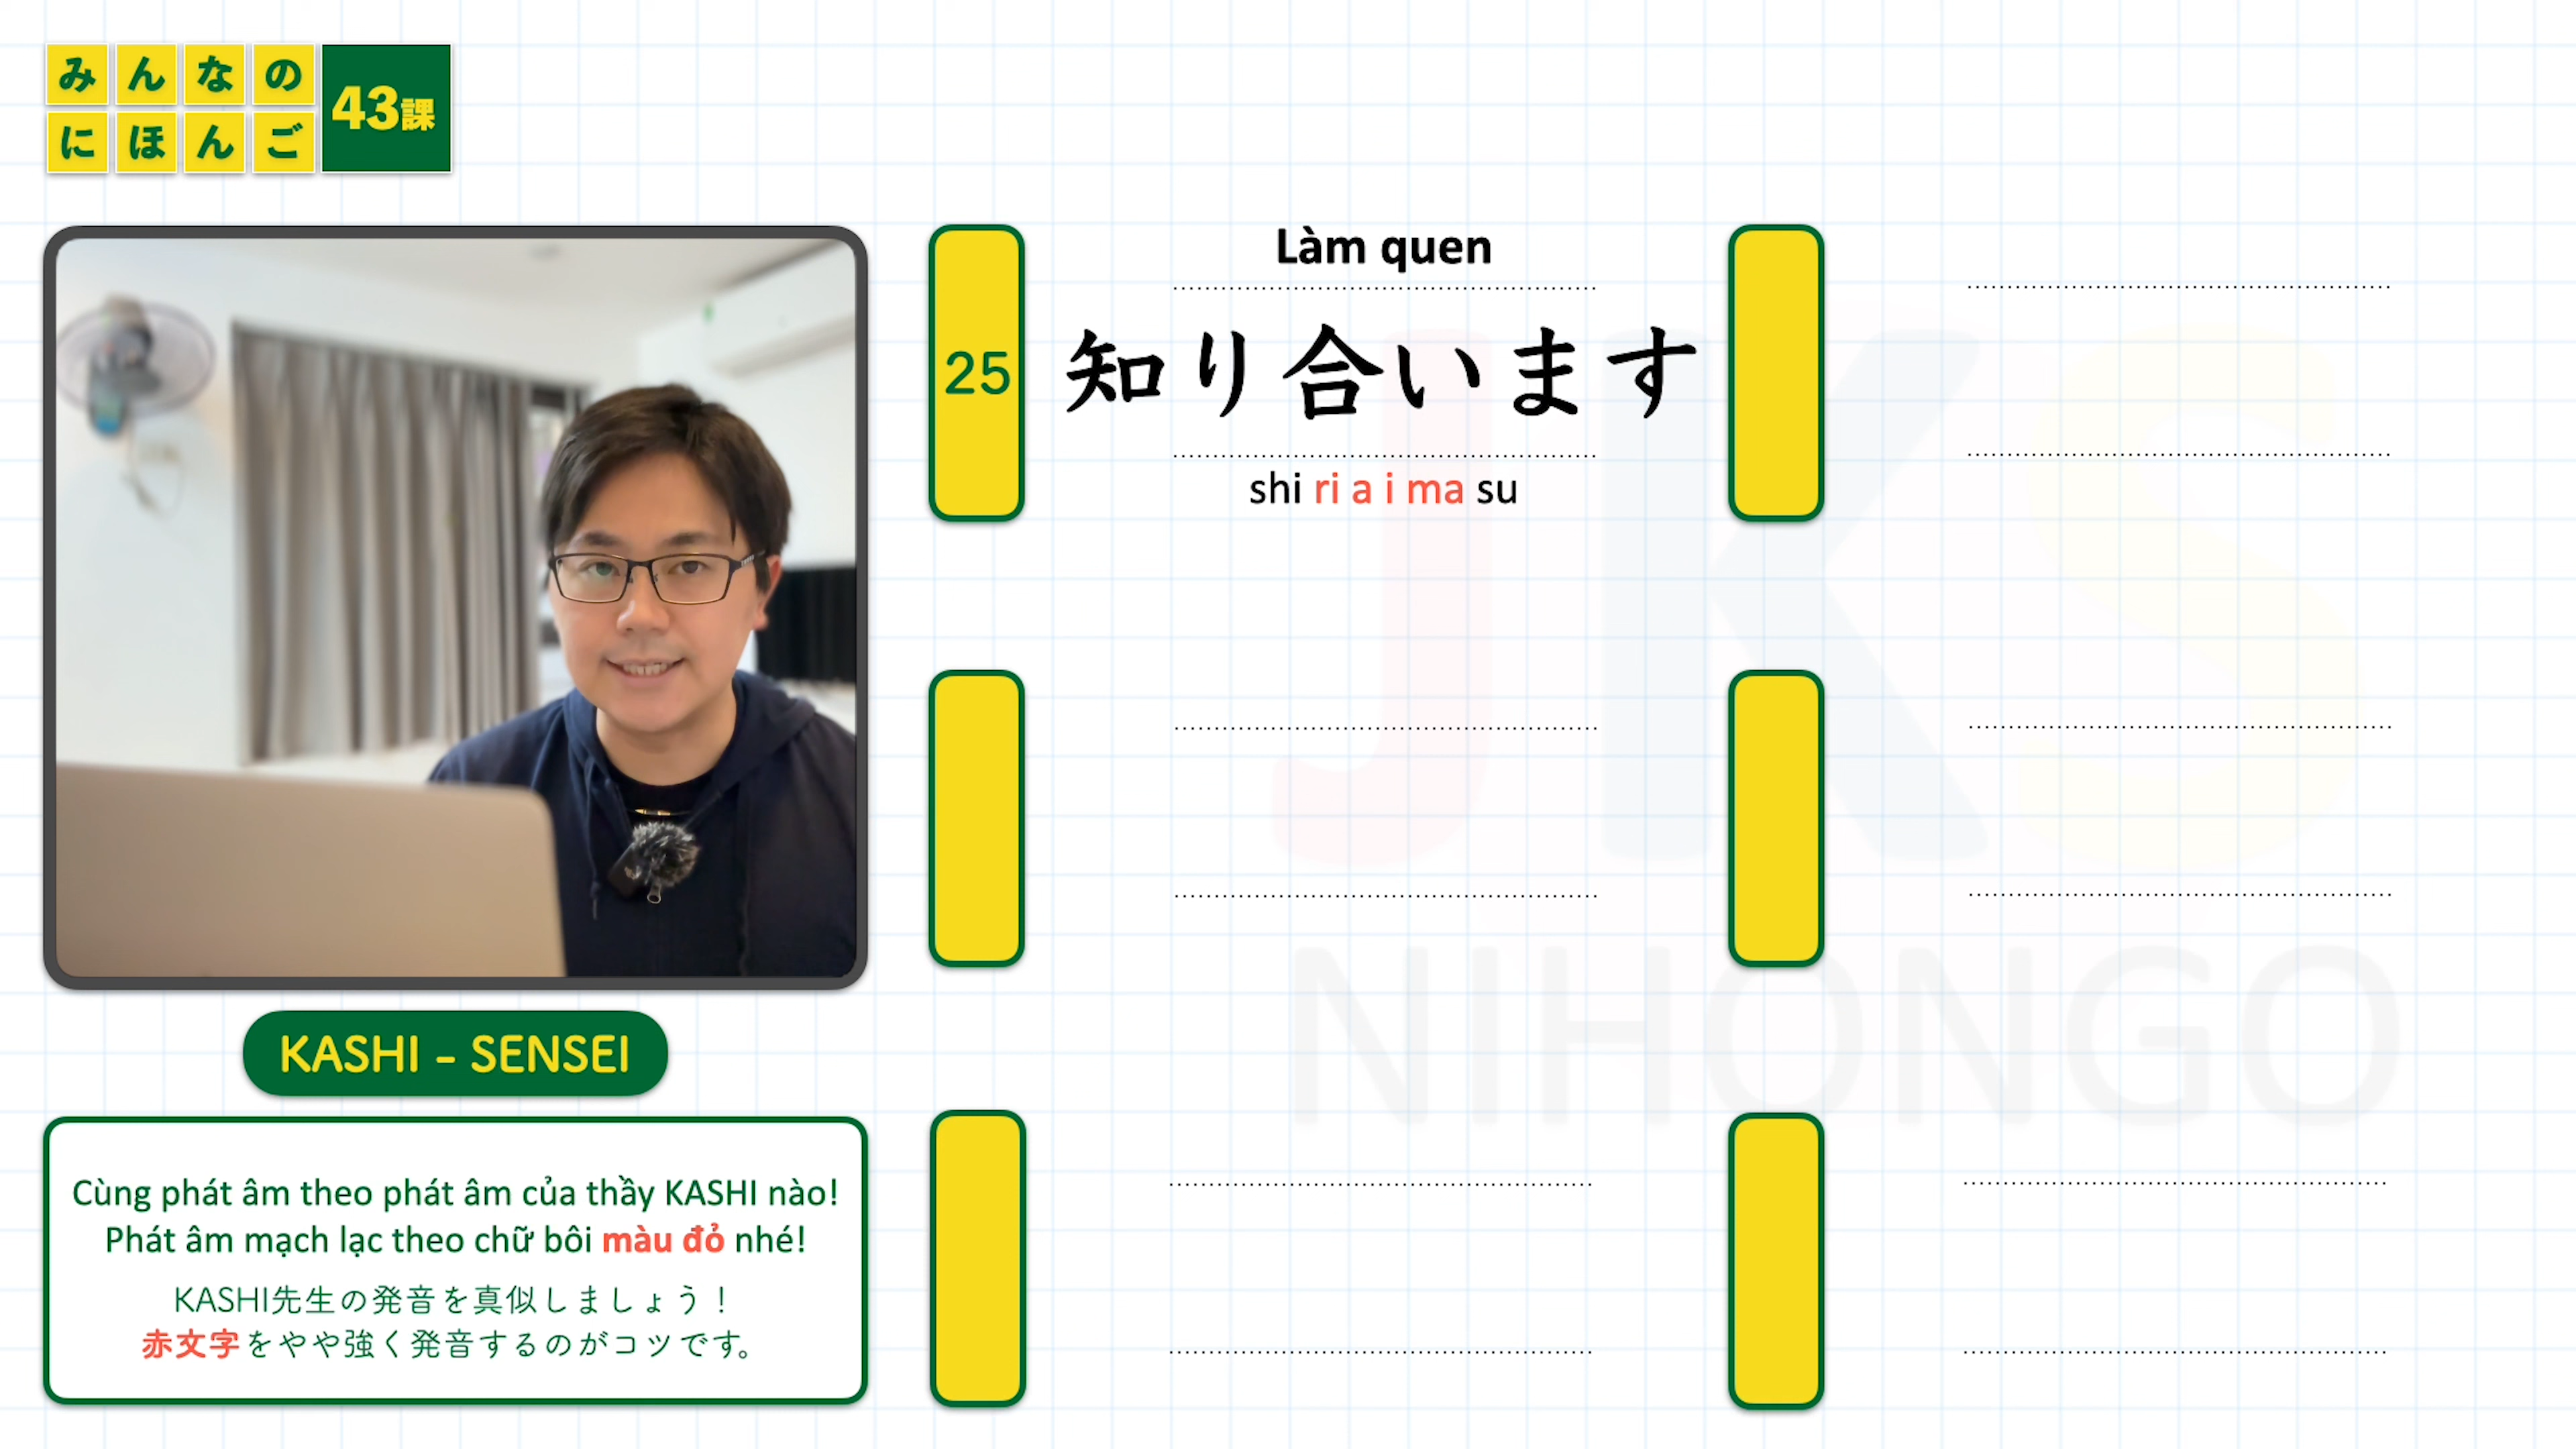 みんなの
にほんご
43課
Làm quen
25
知り合います
shi ri a i ma su
KASHI - SENSEI
Cùng phát âm theo phát âm của thầy KASHI nào!
Phát âm mạch lạc theo chữ bôi màu đỏ nhé!
KASHI先生の発音を真似しましょう！
赤文字をやや強く発音するのがコツです。
JKS
NIHONGO